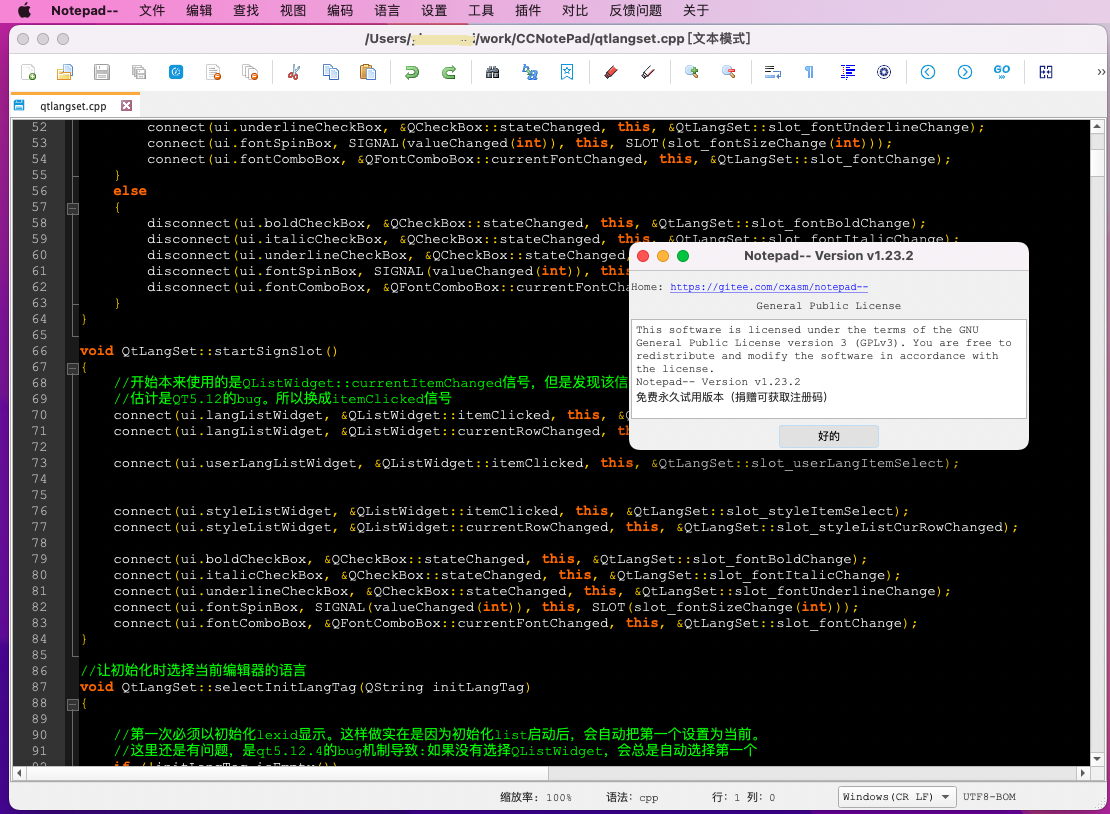 Notepad-- 文件 编辑 查找 视图 编码 语言 设置 工具 插件 对比 反馈问题 关于
/Users/ /work/CCNotePad/qtlangset.cpp[文本模式]
GO
qtlangset.cpp
52 connect(ui.underlineCheckBox, &QCheckBox::stateChanged, this, &QtLangSet::slot_fontUnderlineChange);
53 connect(ui.fontSpinBox, SIGNAL(valueChanged(int)), this, SLOT(slot_fontSizeChange(int)));
54 connect(ui.fontComboBox, &QFontComboBox::currentFontChanged, this, &QtLangSet::slot_fontChange);
55 }
56 else
57 {
58 disconnect(ui.boldCheckBox, &QCheckBox::stateChanged, this, &QtLangSet::slot_fontBoldChange);
59 disconnect(ui.italicCheckBox, &QCheckBox::stateChanged, this, &QtLangSet::slot_fontItalicChange);
60 disconnect(ui.underlineCheckBox, &QCheckBox::stateChanged,
61 disconnect(ui.fontSpinBox, SIGNAL(valueChanged(int)), this
62 disconnect(ui.fontComboBox, &QFontComboBox::currentFontCha
63 }
64 }
65
66 void QtLangSet::startSignSlot()
67 {
68 //开始本来使用的是QListWidget::currentItemChanged信号，但是发现该信
69 //估计是QT5.12的bug。所以换成itemClicked信号
70 connect(ui.langListWidget, &QListWidget::itemClicked, this, &
71 connect(ui.langListWidget, &QListWidget::currentRowChanged, th
72
73 connect(ui.userLangListWidget, &QListWidget::itemClicked, this, &QtLangSet::slot_userLangItemSelect);
74
75
76 connect(ui.styleListWidget, &QListWidget::itemClicked, this, &QtLangSet::slot_styleItemSelect);
77 connect(ui.styleListWidget, &QListWidget::currentRowChanged, this, &QtLangSet::slot_styleListCurRowChanged);
78
79 connect(ui.boldCheckBox, &QCheckBox::stateChanged, this, &QtLangSet::slot_fontBoldChange);
80 connect(ui.italicCheckBox, &QCheckBox::stateChanged, this, &QtLangSet::slot_fontItalicChange);
81 connect(ui.underlineCheckBox, &QCheckBox::stateChanged, this, &QtLangSet::slot_fontUnderlineChange);
82 connect(ui.fontSpinBox, SIGNAL(valueChanged(int)), this, SLOT(slot_fontSizeChange(int)));
83 connect(ui.fontComboBox, &QFontComboBox::currentFontChanged, this, &QtLangSet::slot_fontChange);
84 }
85
86 //让初始化时选择当前编辑器的语言
87 void QtLangSet::selectInitLangTag(QString initLangTag)
88 {
89
90 //第一次必须以初始化lexid显示。这样做实在是因为初始化list启动后，会自动把第一个设置为当前。
91 //这里还是有问题，是qt5.12.4的bug机制导致:如果没有选择QListWidget，会总是自动选择第一个
Notepad-- Version v1.23.2
Home: https://gitee.com/cxasm/notepad--
General Public License
This software is licensed under the terms of the GNU
General Public License version 3 (GPLv3). You are free to
redistribute and modify the software in accordance with
the license.
Notepad-- Version v1.23.2
免费永久试用版本（捐赠可获取注册码）
好的
缩放率: 100% 语法: cpp 行: 1 列: 0 Windows(CR LF) UTF8-BOM